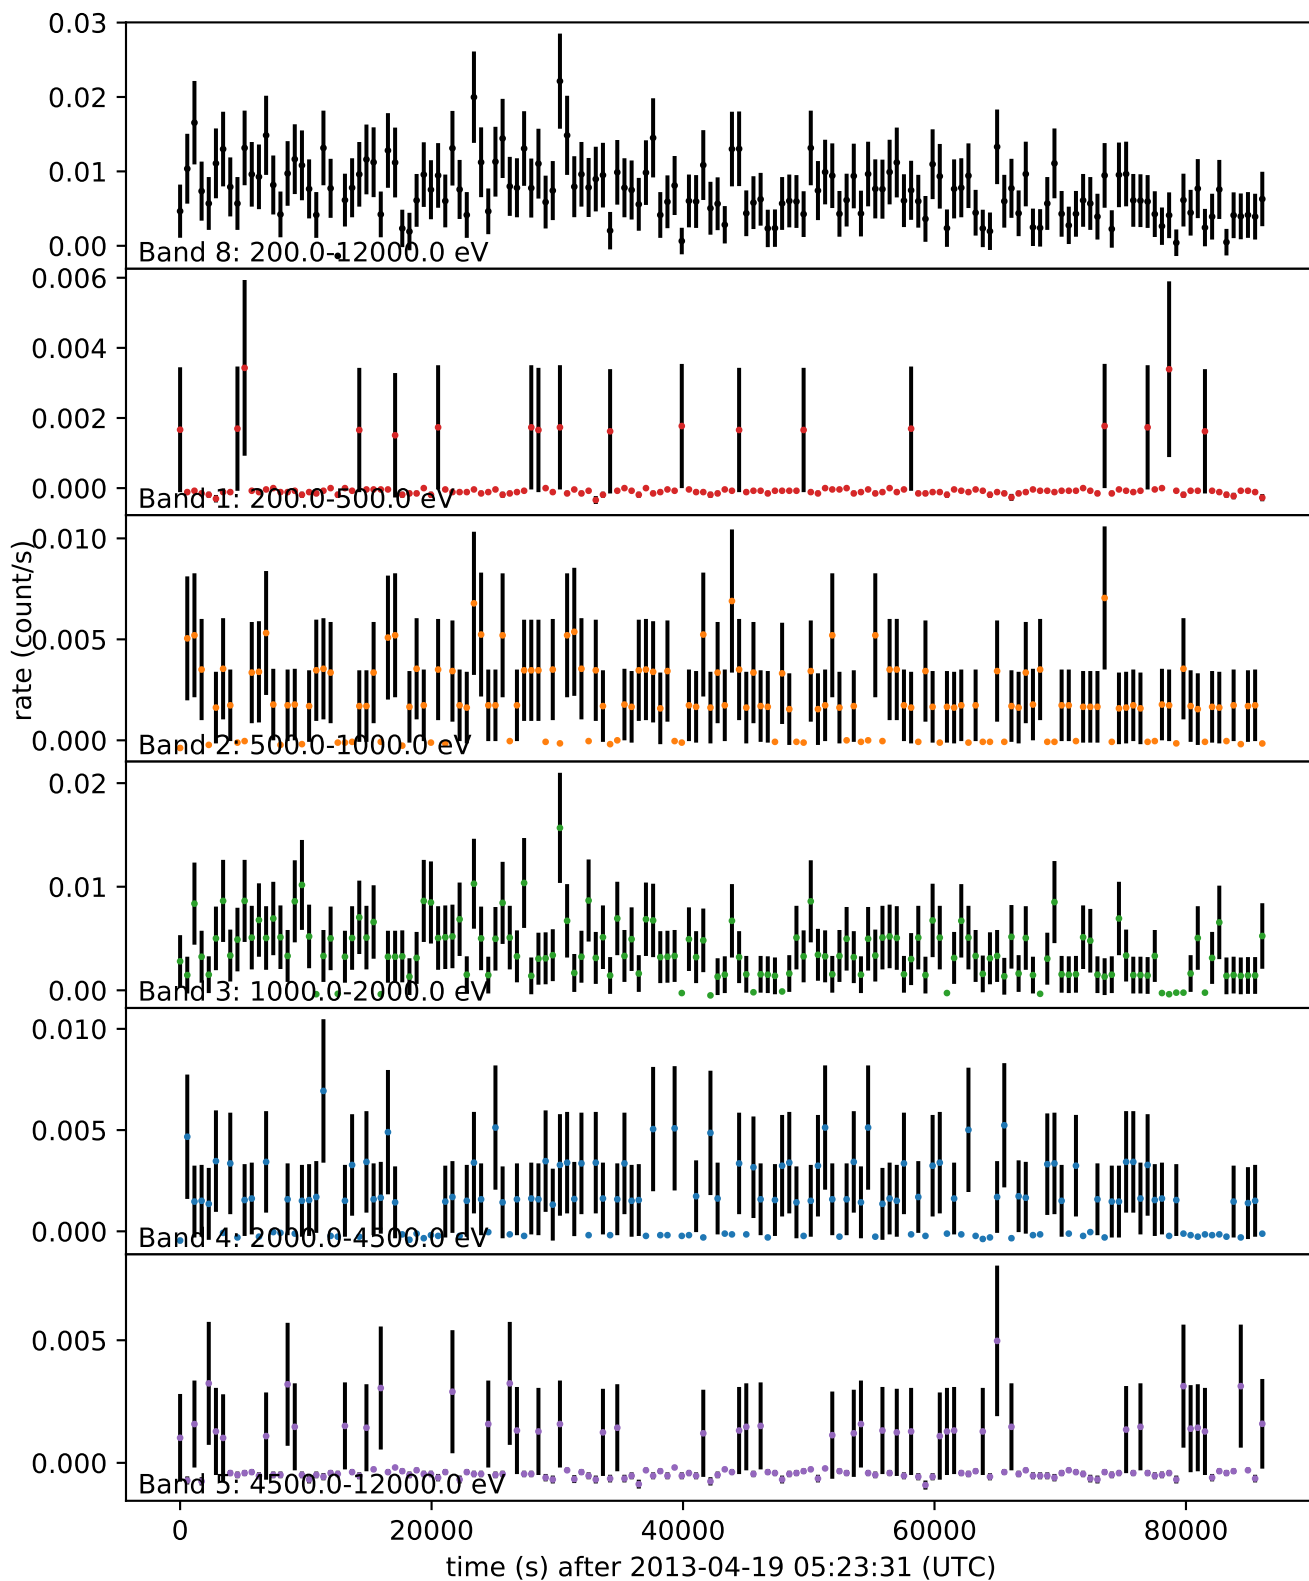 0.03
0.02
0.01
0.00
Band 8: 200.0-12000.0 eV
0.006
0.004
0.002
0.000
Band 1: 200.0-500.0 eV
rate (count/s)
0.010
0.005
0.000
Band 2: 500.0-1000.0 eV
0.02
0.01
0.00
Band 3: 1000.0-2000.0 eV
0.010
0.005
0.000
Band 4: 2000.0-4500.0 eV
0.005
0.000
Band 5: 4500.0-12000.0 eV
0 20000 40000 60000 80000
time (s) after 2013-04-19 05:23:31 (UTC)